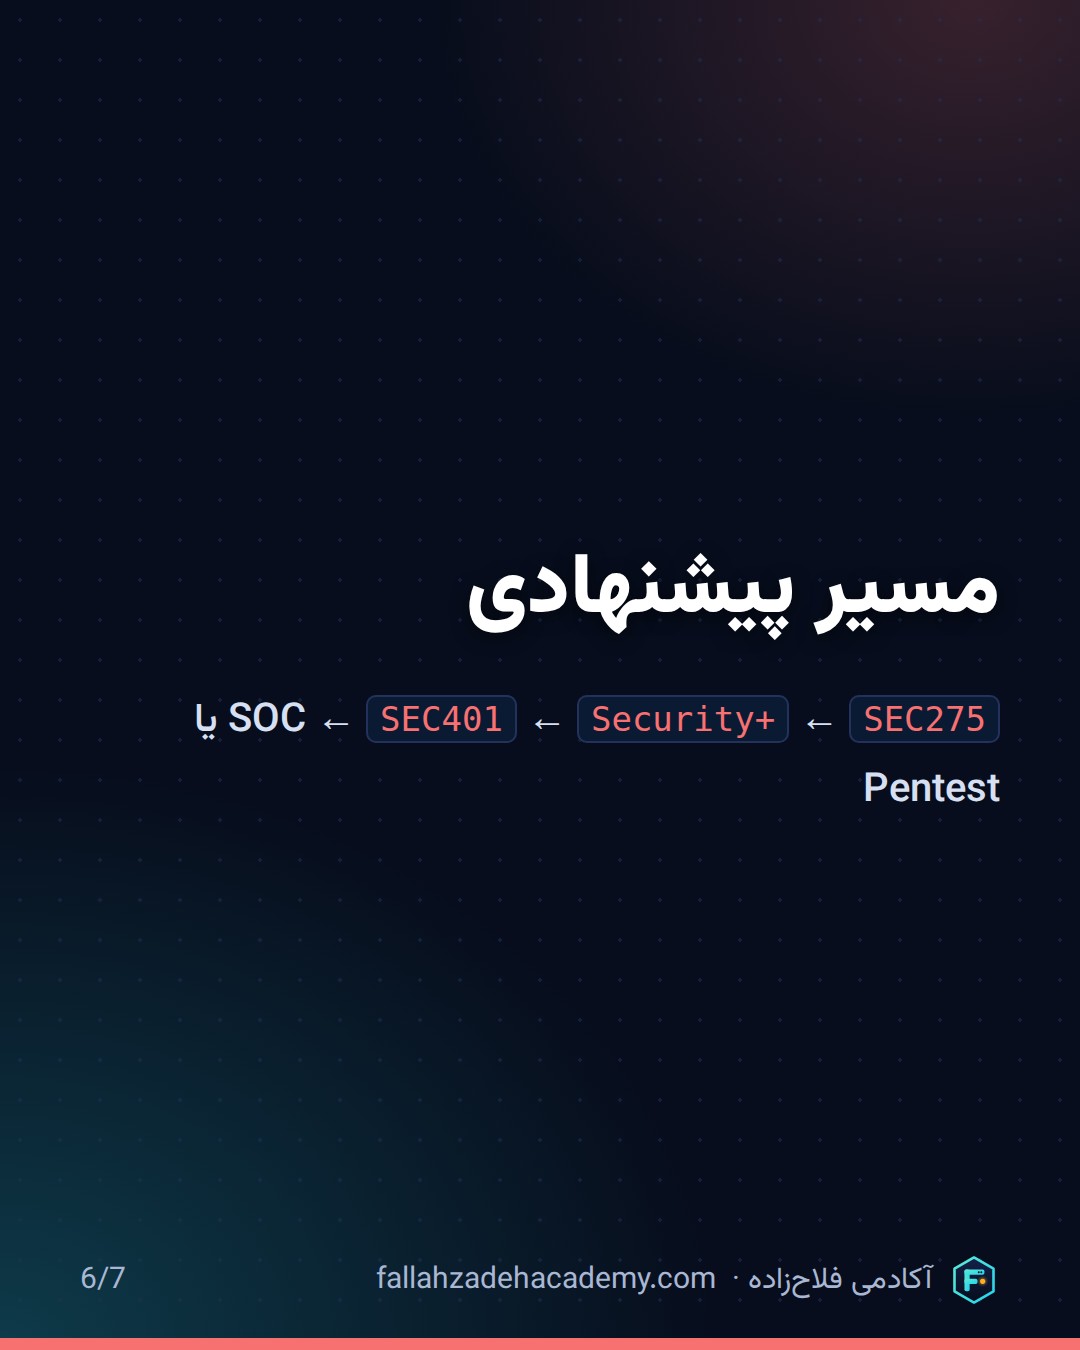 مسیر پیشنهادی
SEC275 ← Security+ ← SEC401 ← SOC یا
Pentest
آکادمی فلاح‌زاده · fallahzadehacademy.com
6/7